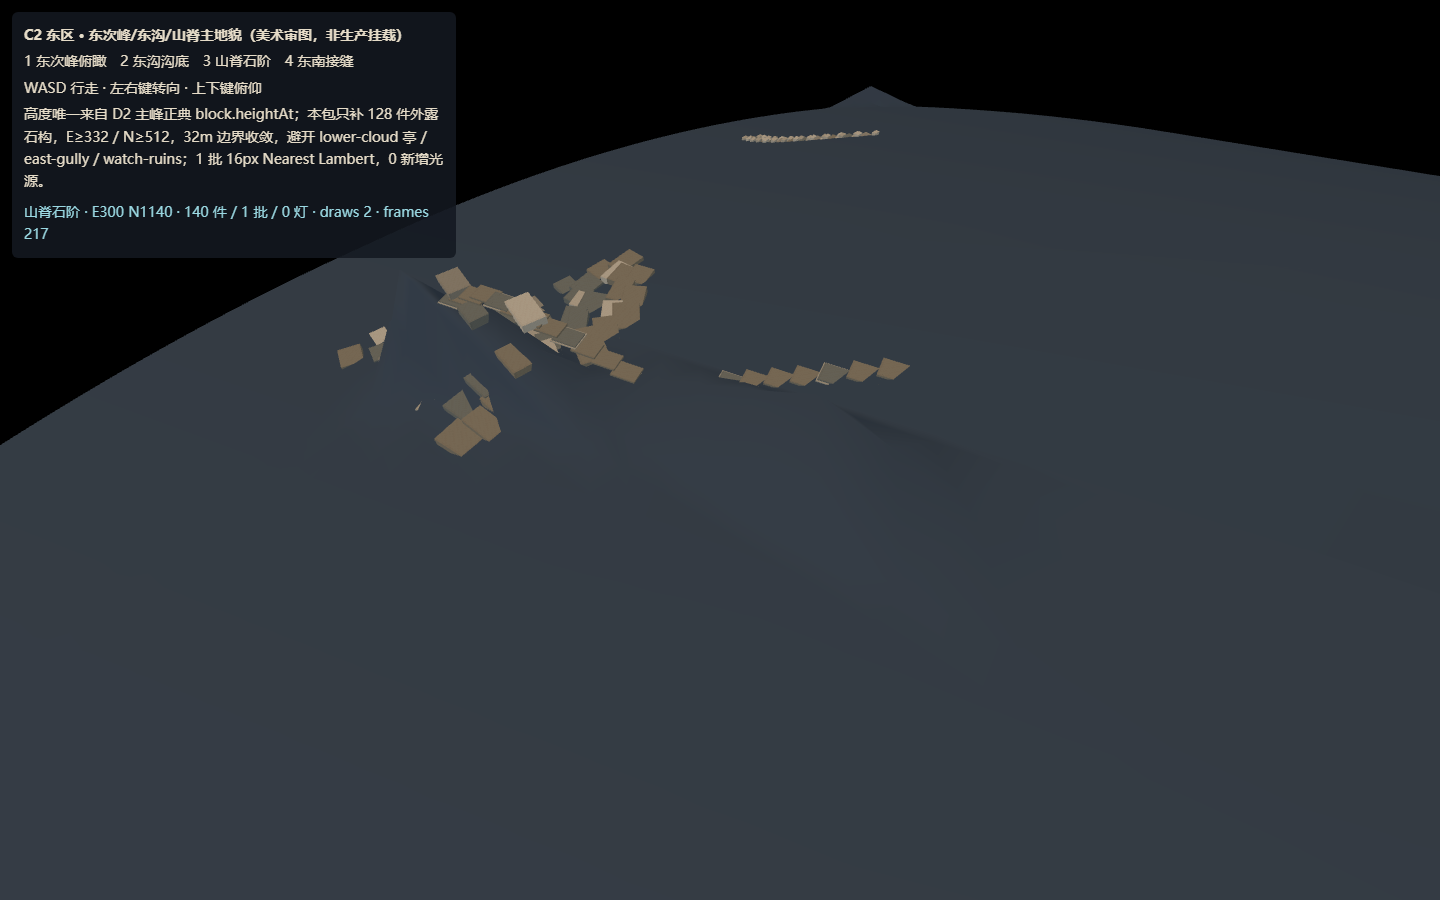 C2 东区 • 东次峰/东沟/山脊主地貌（美术审图，非生产挂载）
1 东次峰俯瞰 2 东沟沟底 3 山脊石阶 4 东南接缝
WASD 行走 · 左右键转向 · 上下键俯仰
高度唯一来自 D2 主峰正典 block.heightAt；本包只补 128 件外露
石构，E≥332 / N≥512，32m 边界收敛，避开 lower-cloud 亭 /
east-gully / watch-ruins；1 批 16px Nearest Lambert，0 新增光
源。
山脊石阶 · E300 N1140 · 140 件 / 1 批 / 0 灯 · draws 2 · frames
217